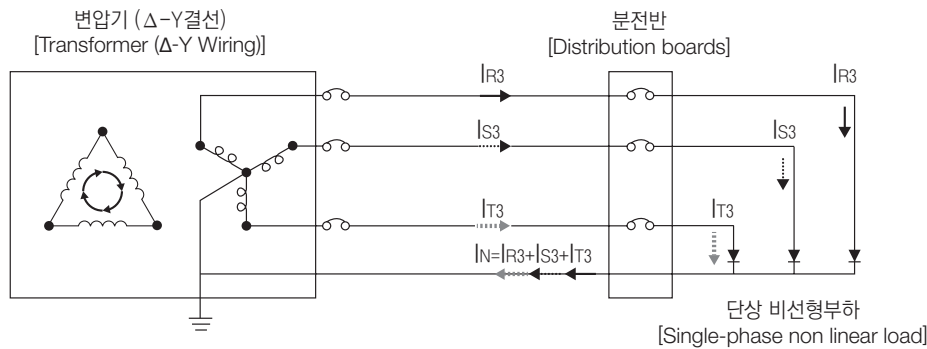 변압기 (Δ-Y결선)
[Transformer (Δ-Y Wiring)]
분전반
[Distribution boards]
IR3
IR3
IS3
IS3
IT3
IT3
IN=IR3+IS3+IT3
단상 비선형부하
[Single-phase non linear load]